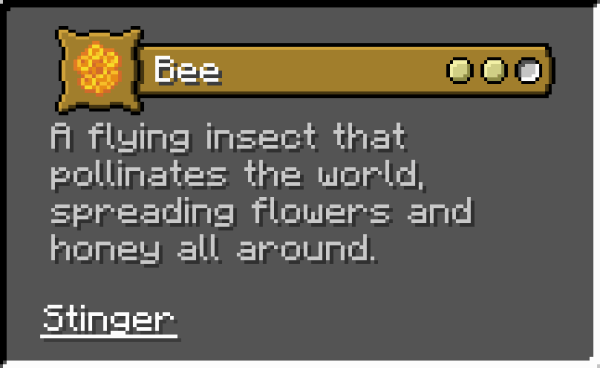 Bee
A flying insect that
pollinates the world,
spreading flowers and
honey all around.
Stinger